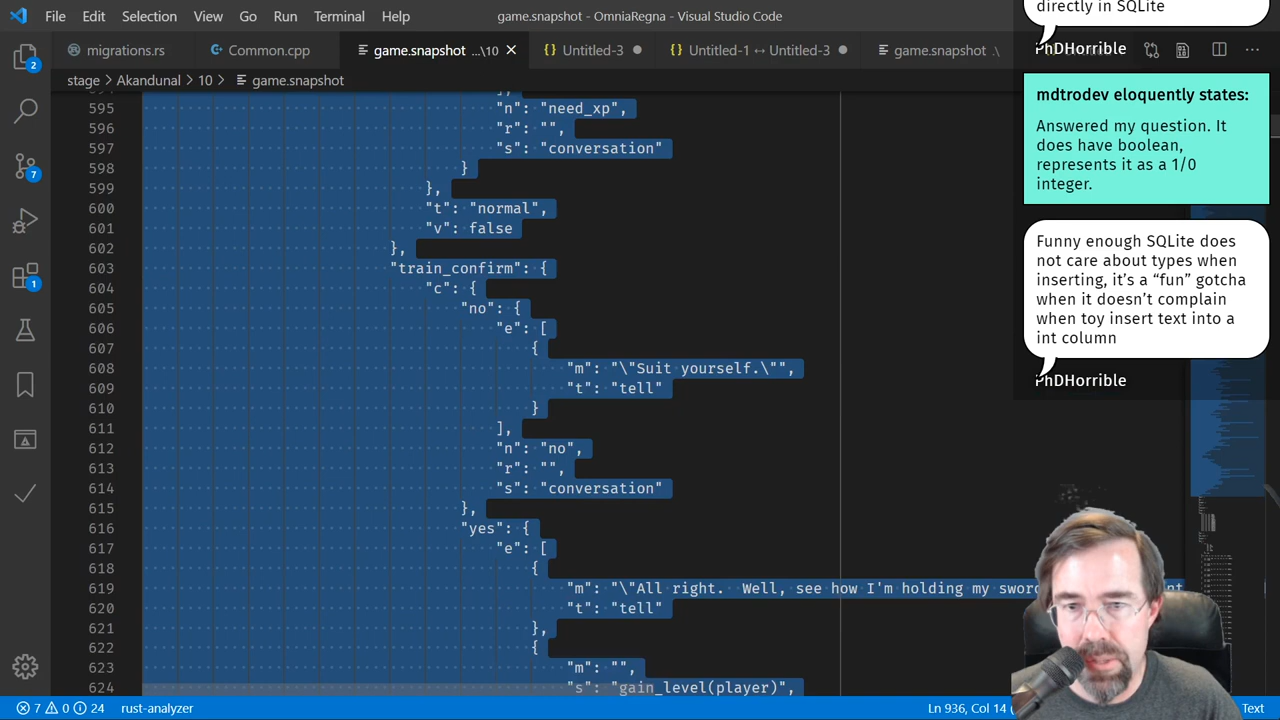 File Edit Selection View Go Run Terminal Help
game.snapshot - OmniaRegna - Visual Studio Code
migrations.rs
Common.cpp
game.snapshot ...\10
Untitled-3
Untitled-1 ↔ Untitled-3
game.snapshot .\
stage > Akandunal > 10 > game.snapshot
595 "n": "need_xp",
596 "r": "",
597 "s": "conversation"
598 }
599 },
600 "t": "normal",
601 "v": false
602 },
603 "train_confirm": {
604 "c": {
605 "no": {
606 "e": [
607 {
608 "m": "\"Suit yourself.\"",
609 "t": "tell"
610 }
611 ],
612 "n": "no",
613 "r": "",
614 "s": "conversation"
615 },
616 "yes": {
617 "e": [
618 {
619 "m": "\"All right.  Well, see how I'm holding my
620 "t": "tell"
621 },
622 {
623 "m": "",
624 "s": "gain_level(player)",
directly in SQLite
PhDHorrible
mdtrodev eloquently states:
Answered my question. It
does have boolean,
represents it as a 1/0
integer.
Funny enough SQLite does
not care about types when
inserting, it's a “fun” gotcha
when it doesn't complain
when toy insert text into a
int column
PhDHorrible
2
7
1
7 0 24 rust-analyzer
Ln 936, Col 14
Text